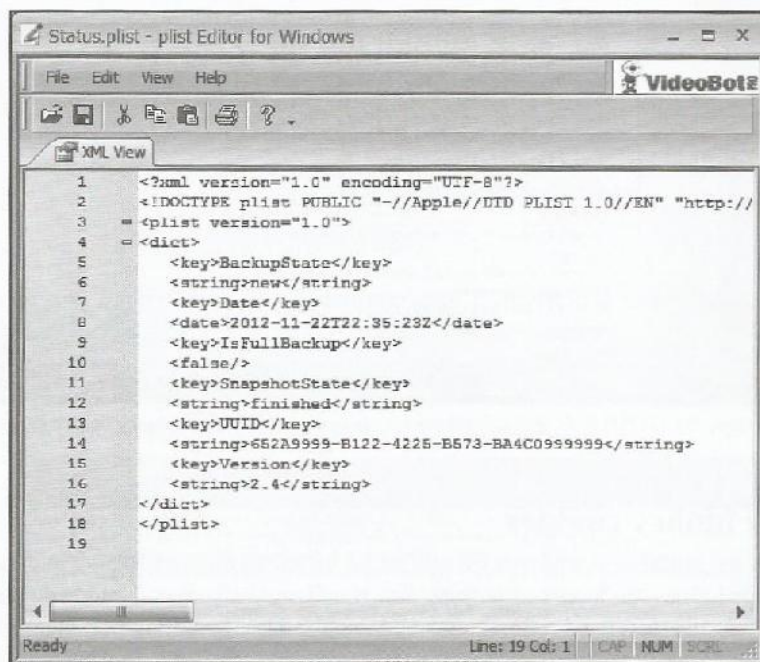 Status.plist - plist Editor for Windows
File Edit View Help
VideoBot
XML View
1 <?xml version="1.0" encoding="UTF-8"?>
2 <!DOCTYPE plist PUBLIC "-//Apple//DTD PLIST 1.0//EN" "http://
3 <plist version="1.0">
4 <dict>
5 <key>BackupState</key>
6 <string>new</string>
7 <key>Date</key>
8 <date>2012-11-22T22:35:23Z</date>
9 <key>IsFullBackup</key>
10 <false/>
11 <key>SnapshotState</key>
12 <string>finished</string>
13 <key>UUID</key>
14 <string>652A9999-B122-4225-B573-BA4C0999999</string>
15 <key>Version</key>
16 <string>2.4</string>
17 </dict>
18 </plist>
19
Ready Line: 19 Col: 1 CAP NUM SCRL